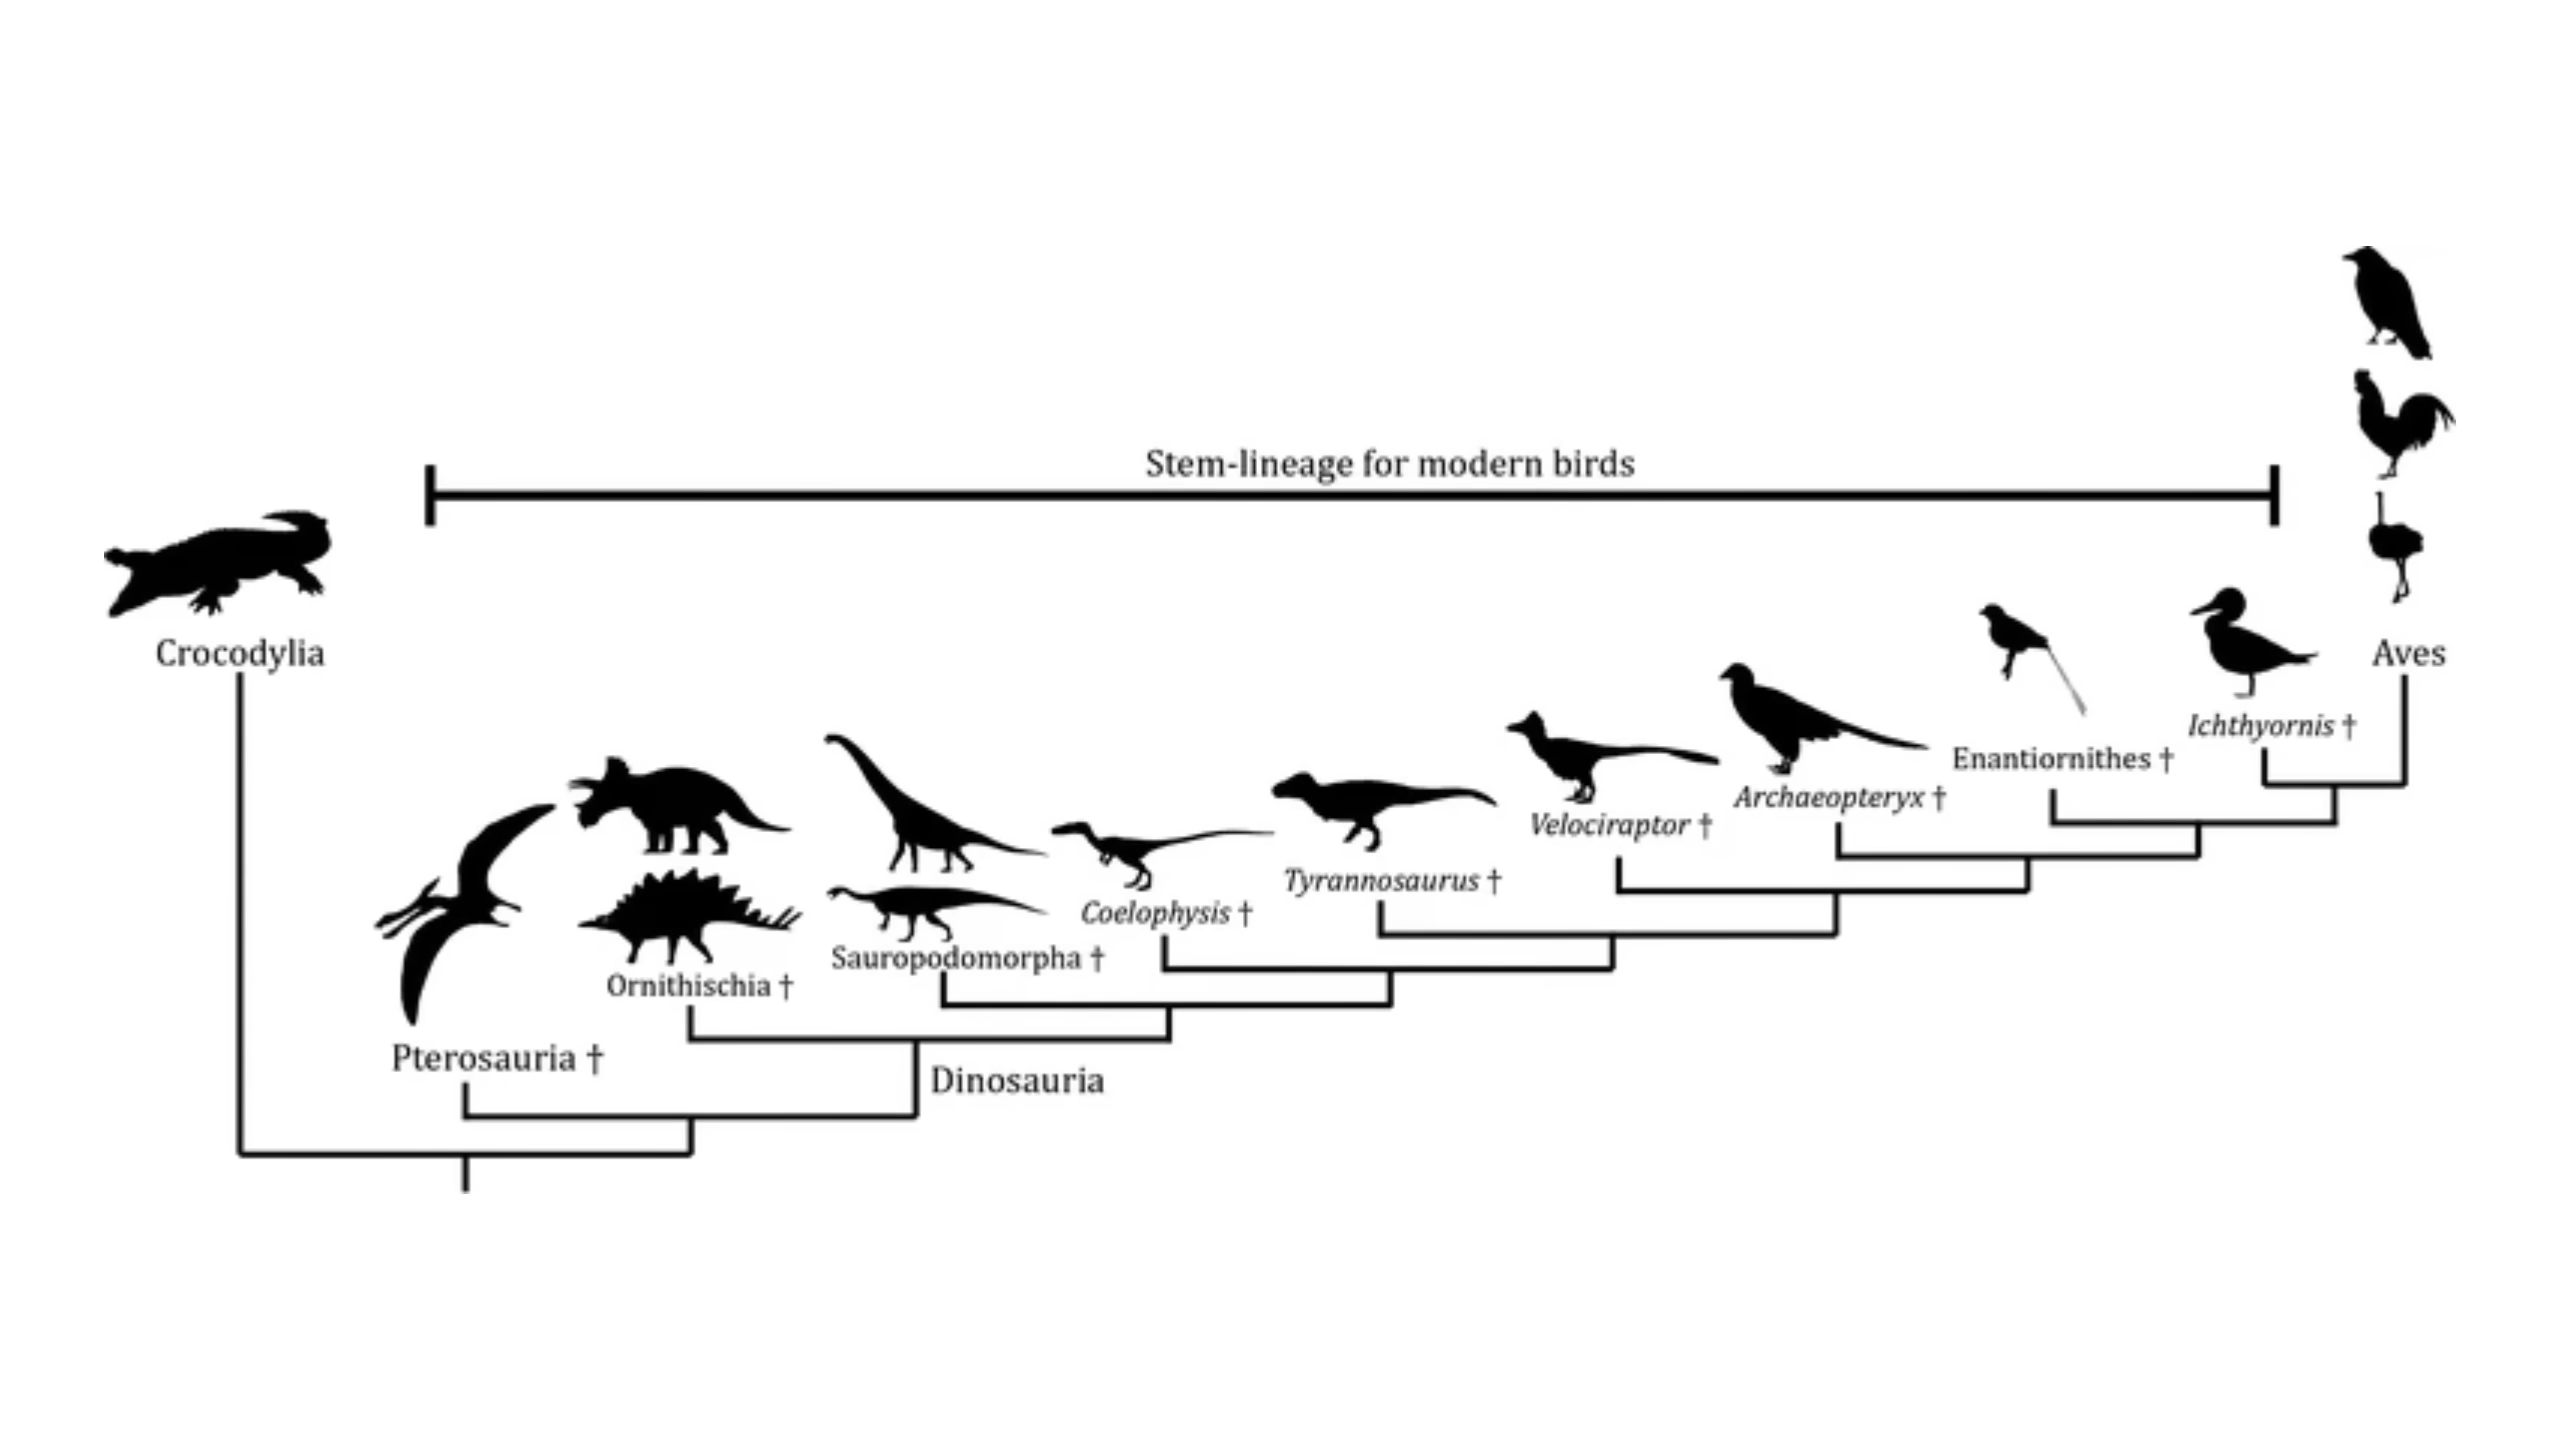 Stem-lineage for modern birds
Crocodylia
Aves
Ichthyornis †
Enantiornithes †
Archaeopteryx †
Velociraptor †
Tyrannosaurus †
Coelophysis †
Sauropodomorpha †
Ornithischia †
Pterosauria †
Dinosauria